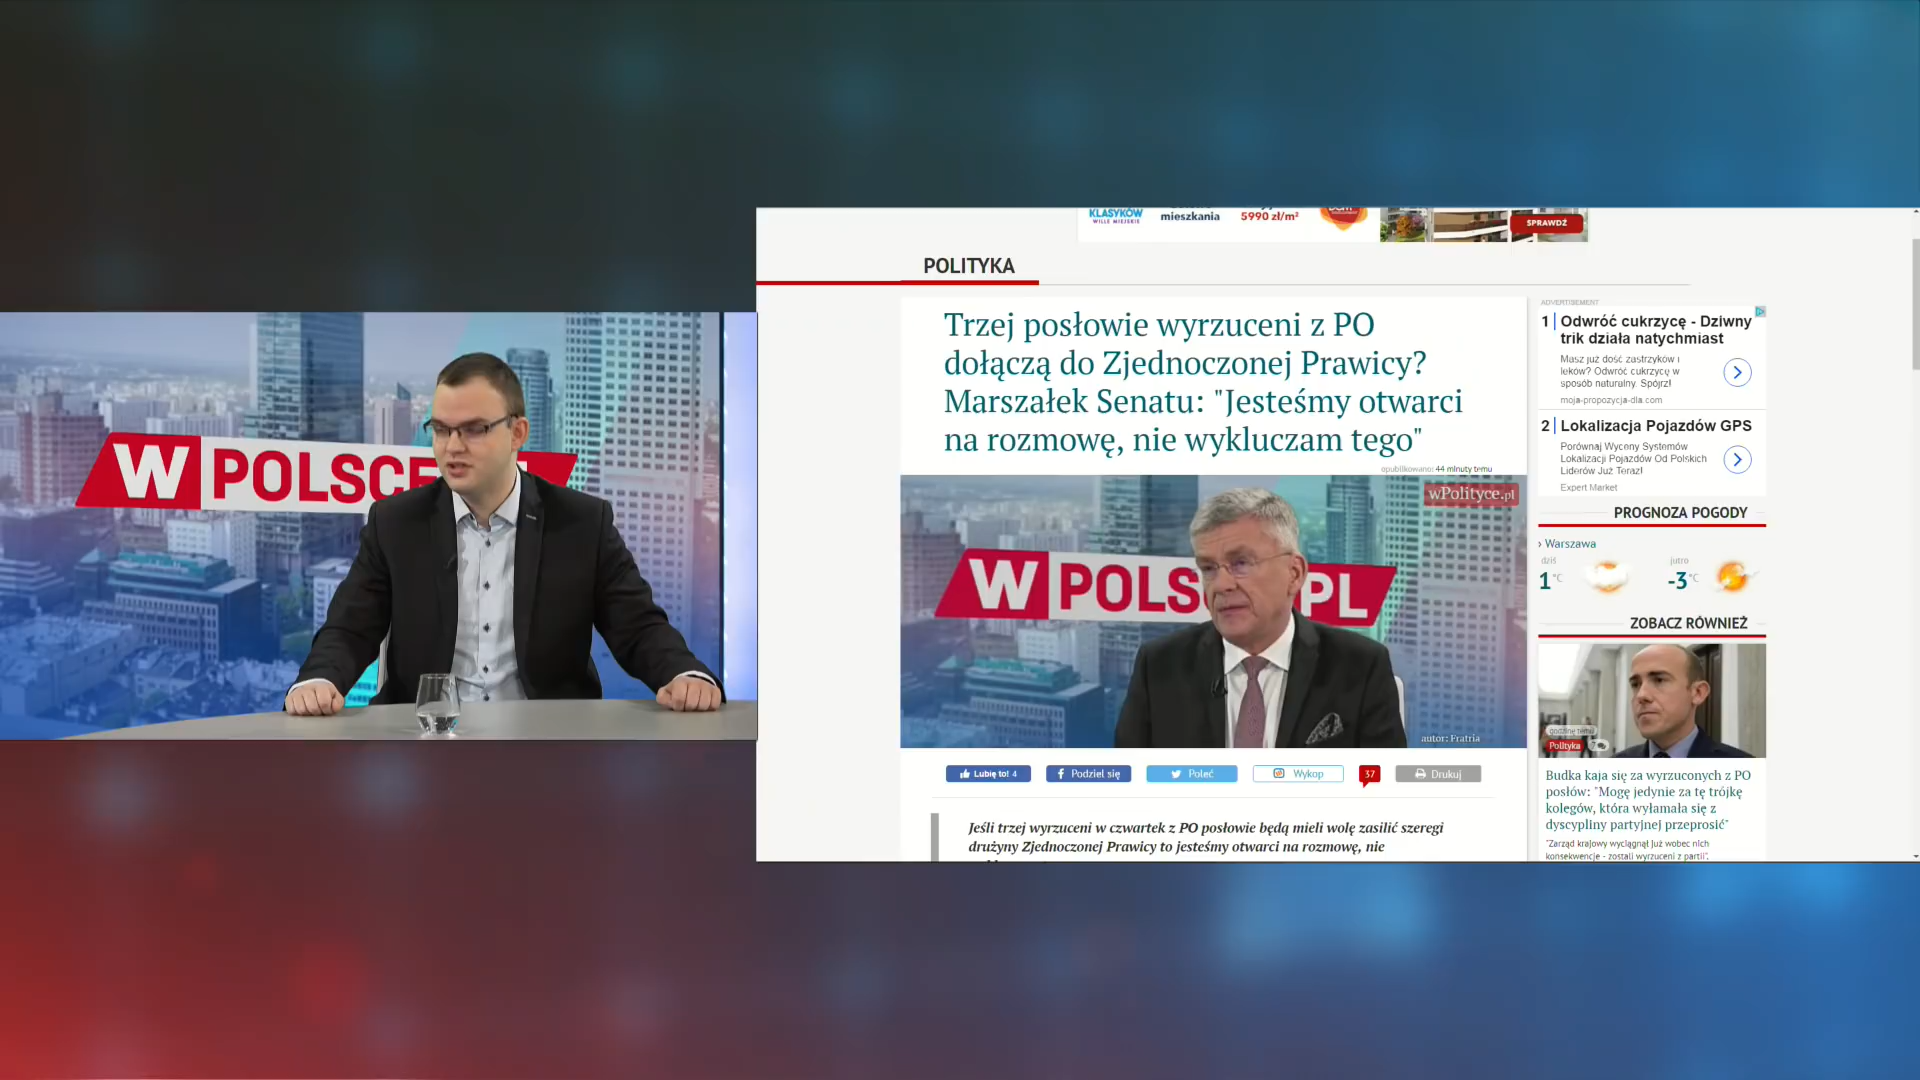 W POLSCE
KLASYKÓW
WILLE MIEJSKIE
mieszkania
5990 zł/m²
SPRAWDŹ
POLITYKA
Trzej posłowie wyrzuceni z PO
dołączą do Zjednoczonej Prawicy?
Marszałek Senatu: "Jesteśmy otwarci
na rozmowę, nie wykluczam tego"
opublikowano: 44 minuty temu
wPolityce.pl
W POLS PL
autor: Fratria
Lubię to! 4
Podziel się
Poleć
Wykop
37
Drukuj
Jeśli trzej wyrzuceni w czwartek z PO posłowie będą mieli wolę zasilić szeregi
drużyny Zjednoczonej Prawicy to jesteśmy otwarci na rozmowę, nie
ADVERTISEMENT
1 Odwróć cukrzycę - Dziwny
trik działa natychmiast
Masz już dość zastrzyków i
leków? Odwróć cukrzycę w
sposób naturalny. Spójrz!
moja-propozycja-dla.com
2 Lokalizacja Pojazdów GPS
Porównaj Wyceny Systemów
Lokalizacji Pojazdów Od Polskich
Liderów Już Teraz!
Expert Market
PROGNOZA POGODY
› Warszawa
dziś
1°C
jutro
-3°C
ZOBACZ RÓWNIEŻ
godzinę temu
Polityka
Budka kaja się za wyrzuconych z PO
posłów: "Mogę jedynie za tę trójkę
kolegów, która wyłamała się z
dyscypliny partyjnej przeprosić"
"Zarząd krajowy wyciągnął już wobec nich
konsekwencje - zostali wyrzuceni z partii".